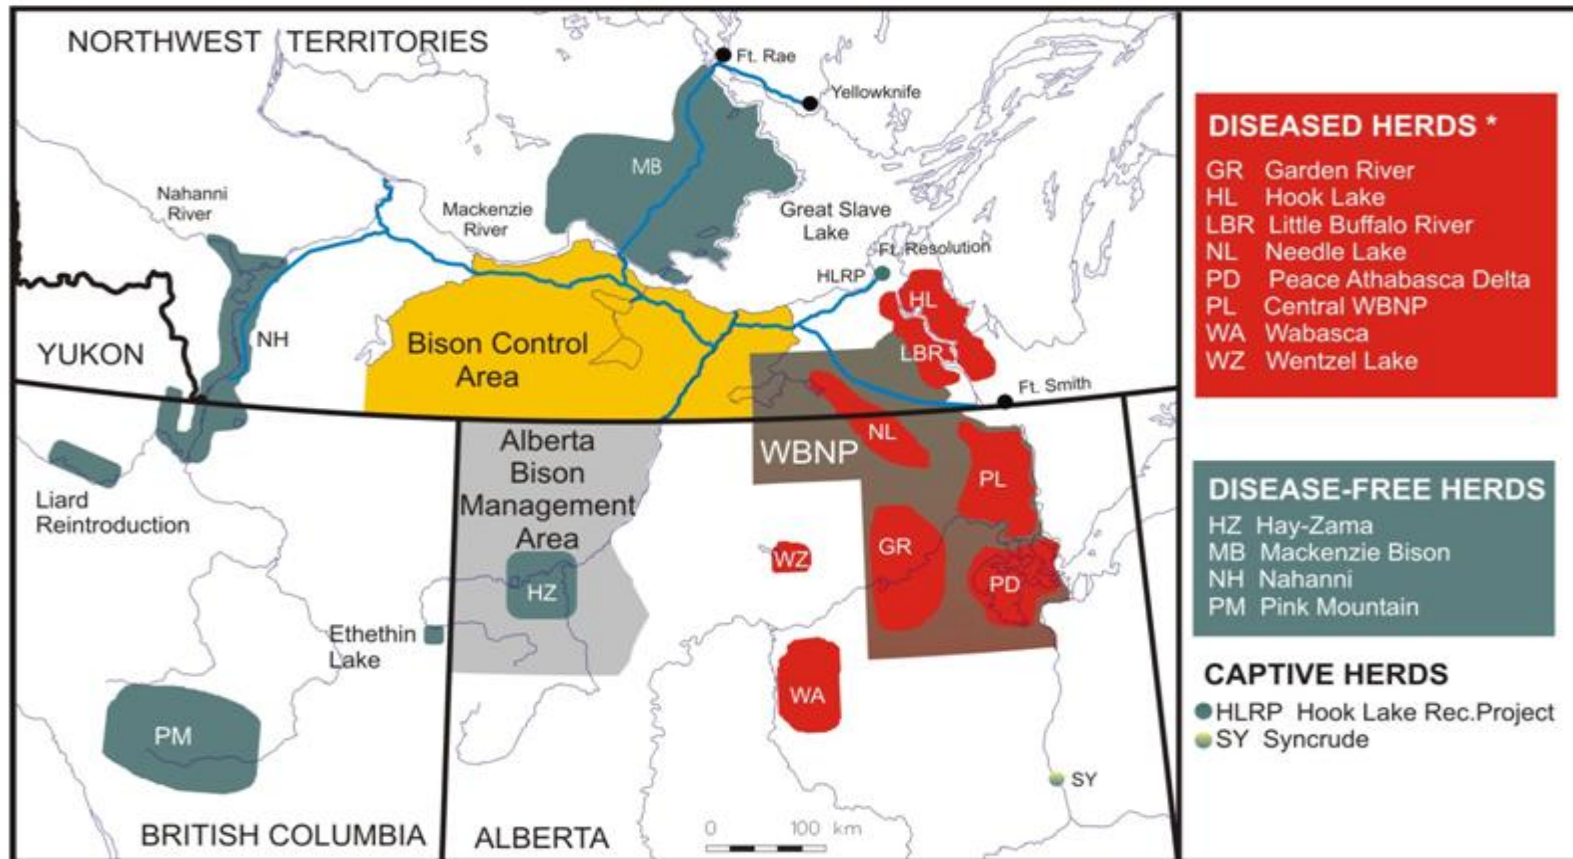 NORTHWEST TERRITORIES
Ft. Rae
Yellowknife
MB
Nahanni
River
Mackenzie
River
Great Slave
Lake
Ft. Resolution
HLRP
HL
NH
YUKON
Bison Control
Area
LBR
Ft. Smith
Alberta
Bison
Management
Area
WBNP
NL
PL
Liard
Reintroduction
HZ
WZ
GR
PD
Ethethin
Lake
WA
PM
SY
BRITISH COLUMBIA
ALBERTA
0 100 km
DISEASED HERDS *
GR Garden River
HL Hook Lake
LBR Little Buffalo River
NL Needle Lake
PD Peace Athabasca Delta
PL Central WBNP
WA Wabasca
WZ Wentzel Lake
DISEASE-FREE HERDS
HZ Hay-Zama
MB Mackenzie Bison
NH Nahanni
PM Pink Mountain
CAPTIVE HERDS
HLRP Hook Lake Rec.Project
SY Syncrude